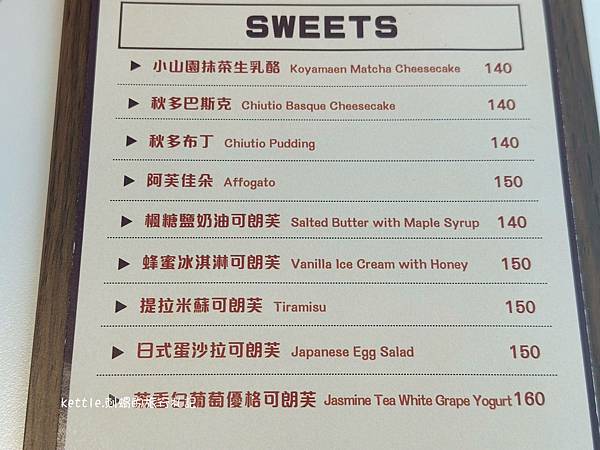 SWEETS
▶ 小山園抹茶生乳酪 Koyamaen Matcha Cheesecake 140
▶ 秋多巴斯克 Chiutio Basque Cheesecake 140
▶ 秋多布丁 Chiutio Pudding 140
▶ 阿芙佳朵 Affogato 150
▶ 楓糖鹽奶油可朗芙 Salted Butter with Maple Syrup 140
▶ 蜂蜜冰淇淋可朗芙 Vanilla Ice Cream with Honey 150
▶ 提拉米蘇可朗芙 Tiramisu 150
▶ 日式蛋沙拉可朗芙 Japanese Egg Salad 150
▶ 葡萄優格可朗芙 Jasmine Tea White Grape Yogurt 160
kettle.